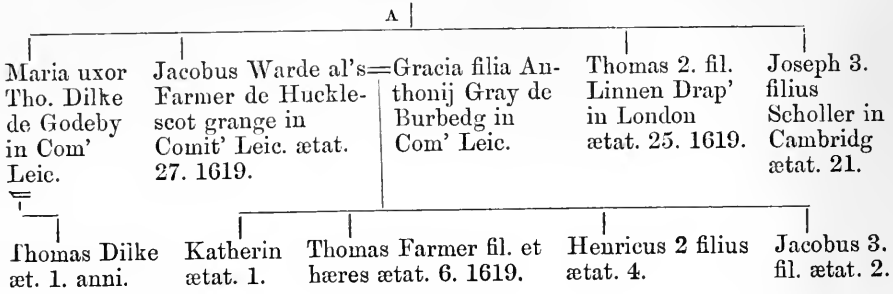 A
Maria uxor
Tho. Dilke
de Godeby
in Com'
Leic.
Jacobus Warde al's=Gracia filia An-
Farmer de Huckle-
scot grange in
Comit' Leic. ætat.
27. 1619.
thonij Gray de
Burbedg in
Com' Leic.
Thomas 2. fil.
Linnen Drap'
in London
ætat. 25. 1619.
Joseph 3.
filius
Scholler in
Cambridg
ætat. 21.
Thomas Dilke
æt. 1. anni.
Katherin
ætat. 1.
Thomas Farmer fil. et
hæres ætat. 6. 1619.
Henricus 2 filius
ætat. 4.
Jacobus 3.
fil. ætat. 2.